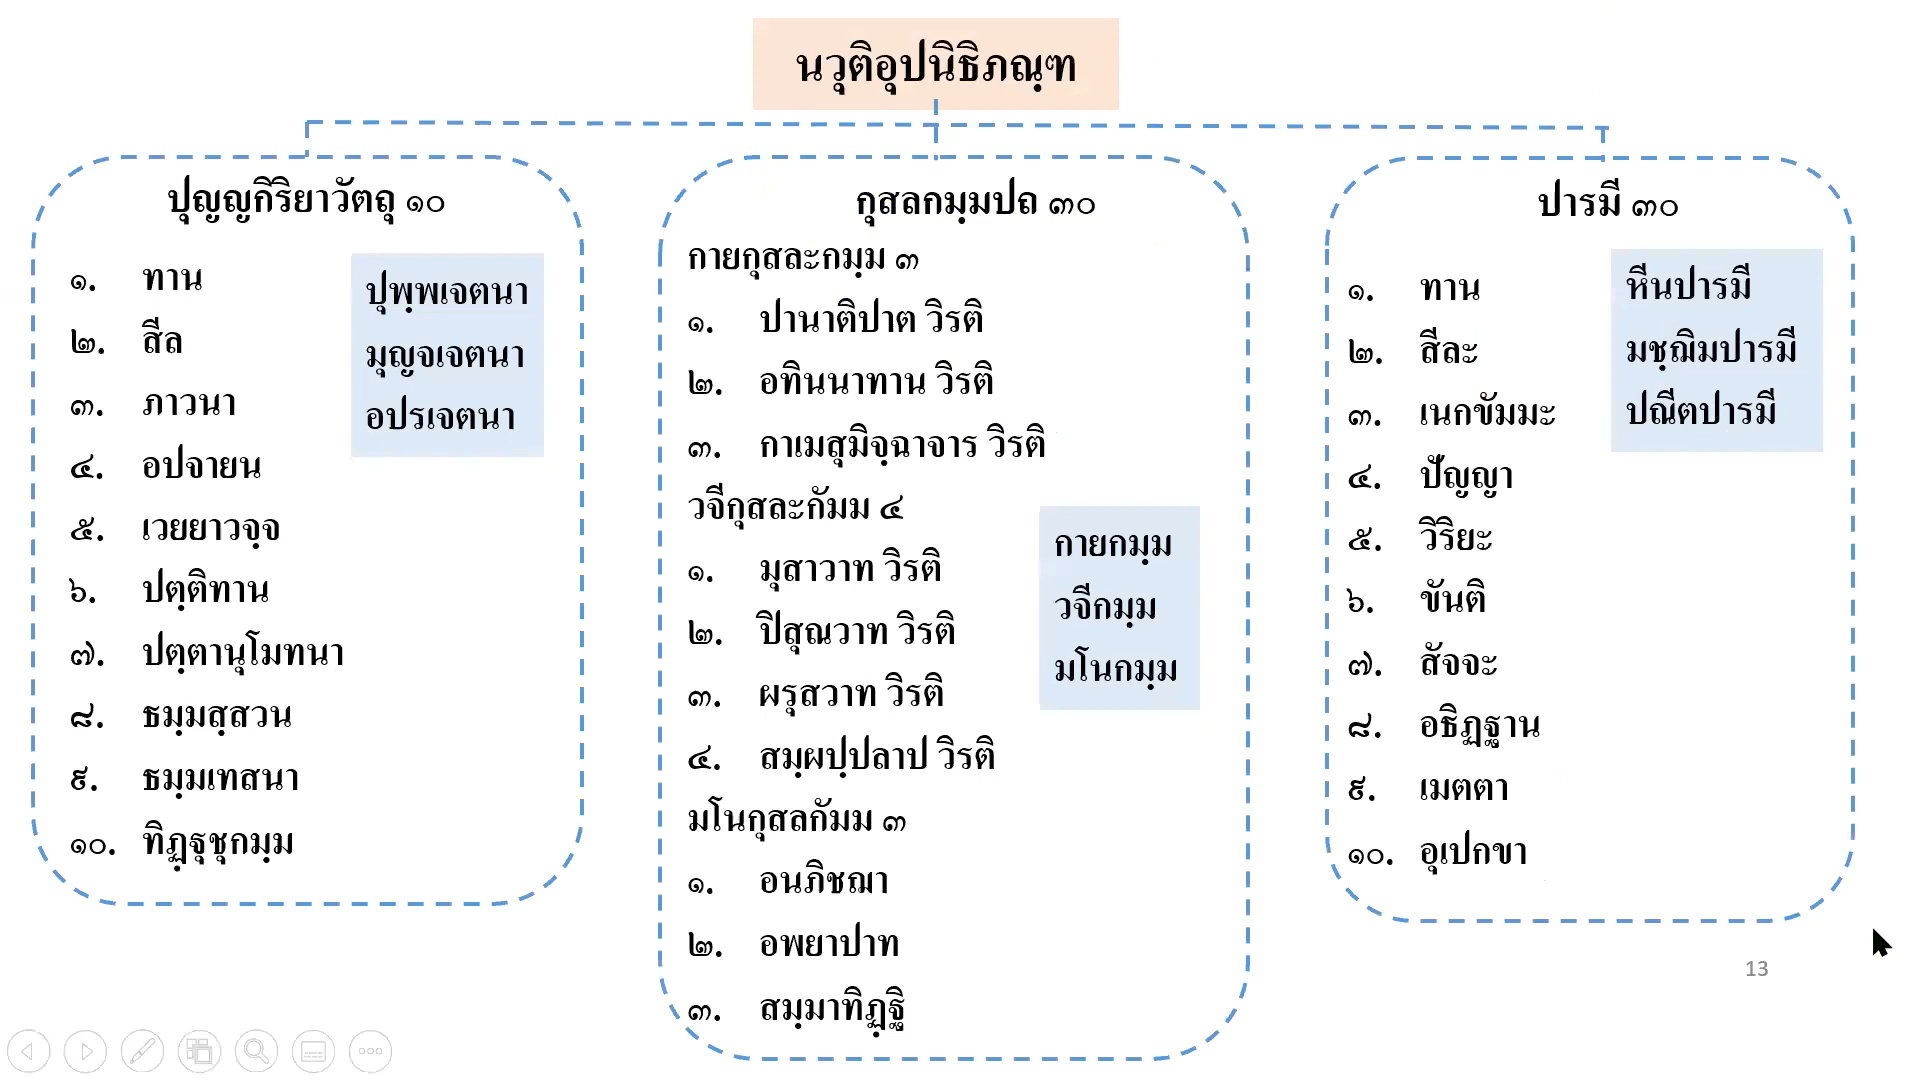 นวุติอุปนิธิภณฺฑ
ปุญญกิริยาวัตถุ ๑๐
๑. ทาน
๒. สีล
๓. ภาวนา
๔. อปจายน
๕. เวยยาวจฺจ
๖. ปตฺติทาน
๗. ปตฺตานุโมทนา
๘. ธมฺมสฺสวน
๙. ธมฺมเทสนา
๑๐. ทิฏฺฐุชุกมฺม
ปุพฺพเจตนา
มุญจเจตนา
อปรเจตนา
กุสลกมฺมปถ ๓๐
กายกุสละกมฺม ๓
๑. ปานาติปาต วิรติ
๒. อทินนาทาน วิรติ
๓. กาเมสุมิจฺฉาจาร วิรติ
วจีกุสละกัมม ๔
๑. มุสาวาท วิรติ
๒. ปิสุณวาท วิรติ
๓. ผรุสวาท วิรติ
๔. สมฺผปฺปลาป วิรติ
มโนกุสลกัมม ๓
๑. อนภิชฌา
๒. อพยาปาท
๓. สมฺมาทิฏฺฐิ
กายกมฺม
วจีกมฺม
มโนกมฺม
ปารมี ๓๐
๑. ทาน
๒. สีละ
๓. เนกขัมมะ
๔. ปัญญา
๕. วิริยะ
๖. ขันติ
๗. สัจจะ
๘. อธิฏฐาน
๙. เมตตา
๑๐. อุเปกขา
หีนปารมี
มชฺฌิมปารมี
ปณีตปารมี
13